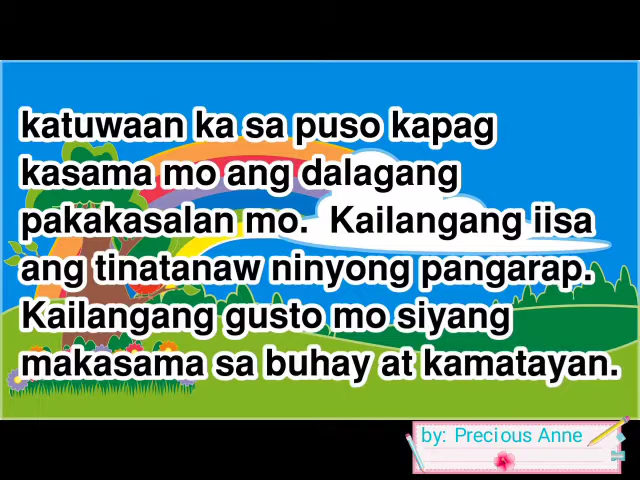 katuwaan ka sa puso kapag
kasama mo ang dalagang
pakakasalan mo. Kailangang iisa
ang tinatanaw ninyong pangarap.
Kailangang gusto mo siyang
makasama sa buhay at kamatayan.
by: Precious Anne